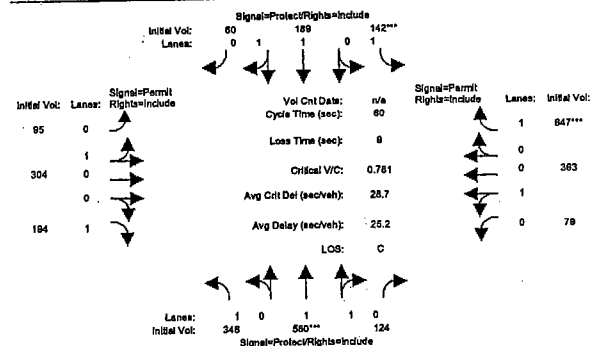 Signal=Protect/Rights=Include
Initial Vol: 60 189 142***
Lanes: 0 1 1 0 1
Signal=Permit
Initial Vol: Lanes: Rights=Include
95 0
1
304 0
0
194 1
Vol Cnt Date: n/a
Cycle Time (sec): 60
Loss Time (sec): 9
Critical V/C: 0.781
Avg Crit Del (sec/veh): 28.7
Avg Delay (sec/veh): 25.2
LOS: C
Signal=Permit
Rights=Include Lanes: Initial Vol:
1 647***
0
0 363
1
0 79
Lanes: 1 0 1 1 0
Initial Vol: 348 580*** 124
Signal=Protect/Rights=Include